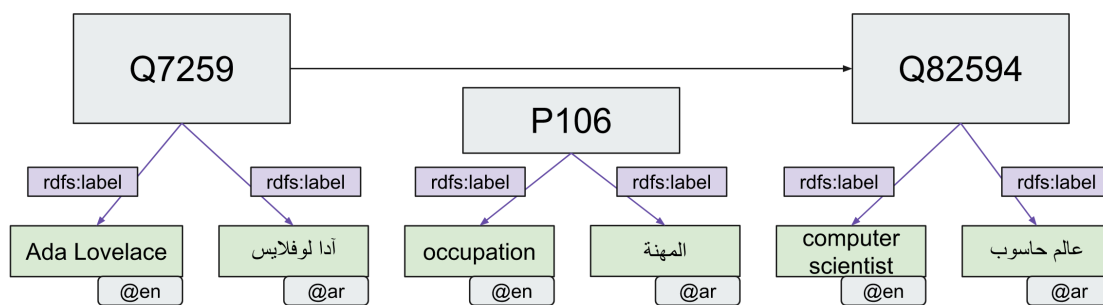 Q7259
Q82594
P106
rdfs:label
rdfs:label
rdfs:label
rdfs:label
rdfs:label
rdfs:label
Ada Lovelace
آدا لوفلايس
occupation
المهنة
computer
scientist
عالم حاسوب
@en
@ar
@en
@ar
@en
@ar